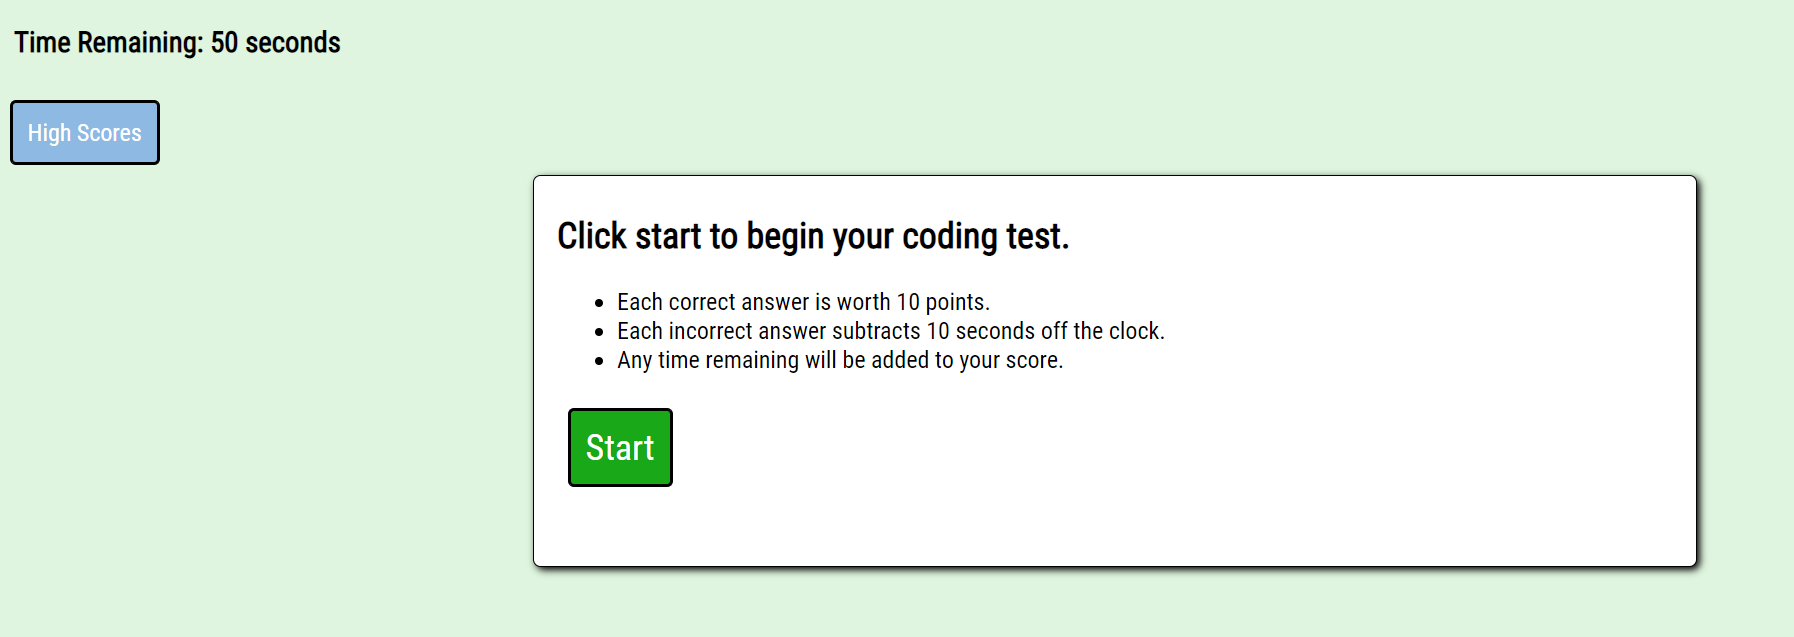 Time Remaining: 50 seconds
High Scores
Click start to begin your coding test.
Each correct answer is worth 10 points.
Each incorrect answer subtracts 10 seconds off the clock.
Any time remaining will be added to your score.
Start